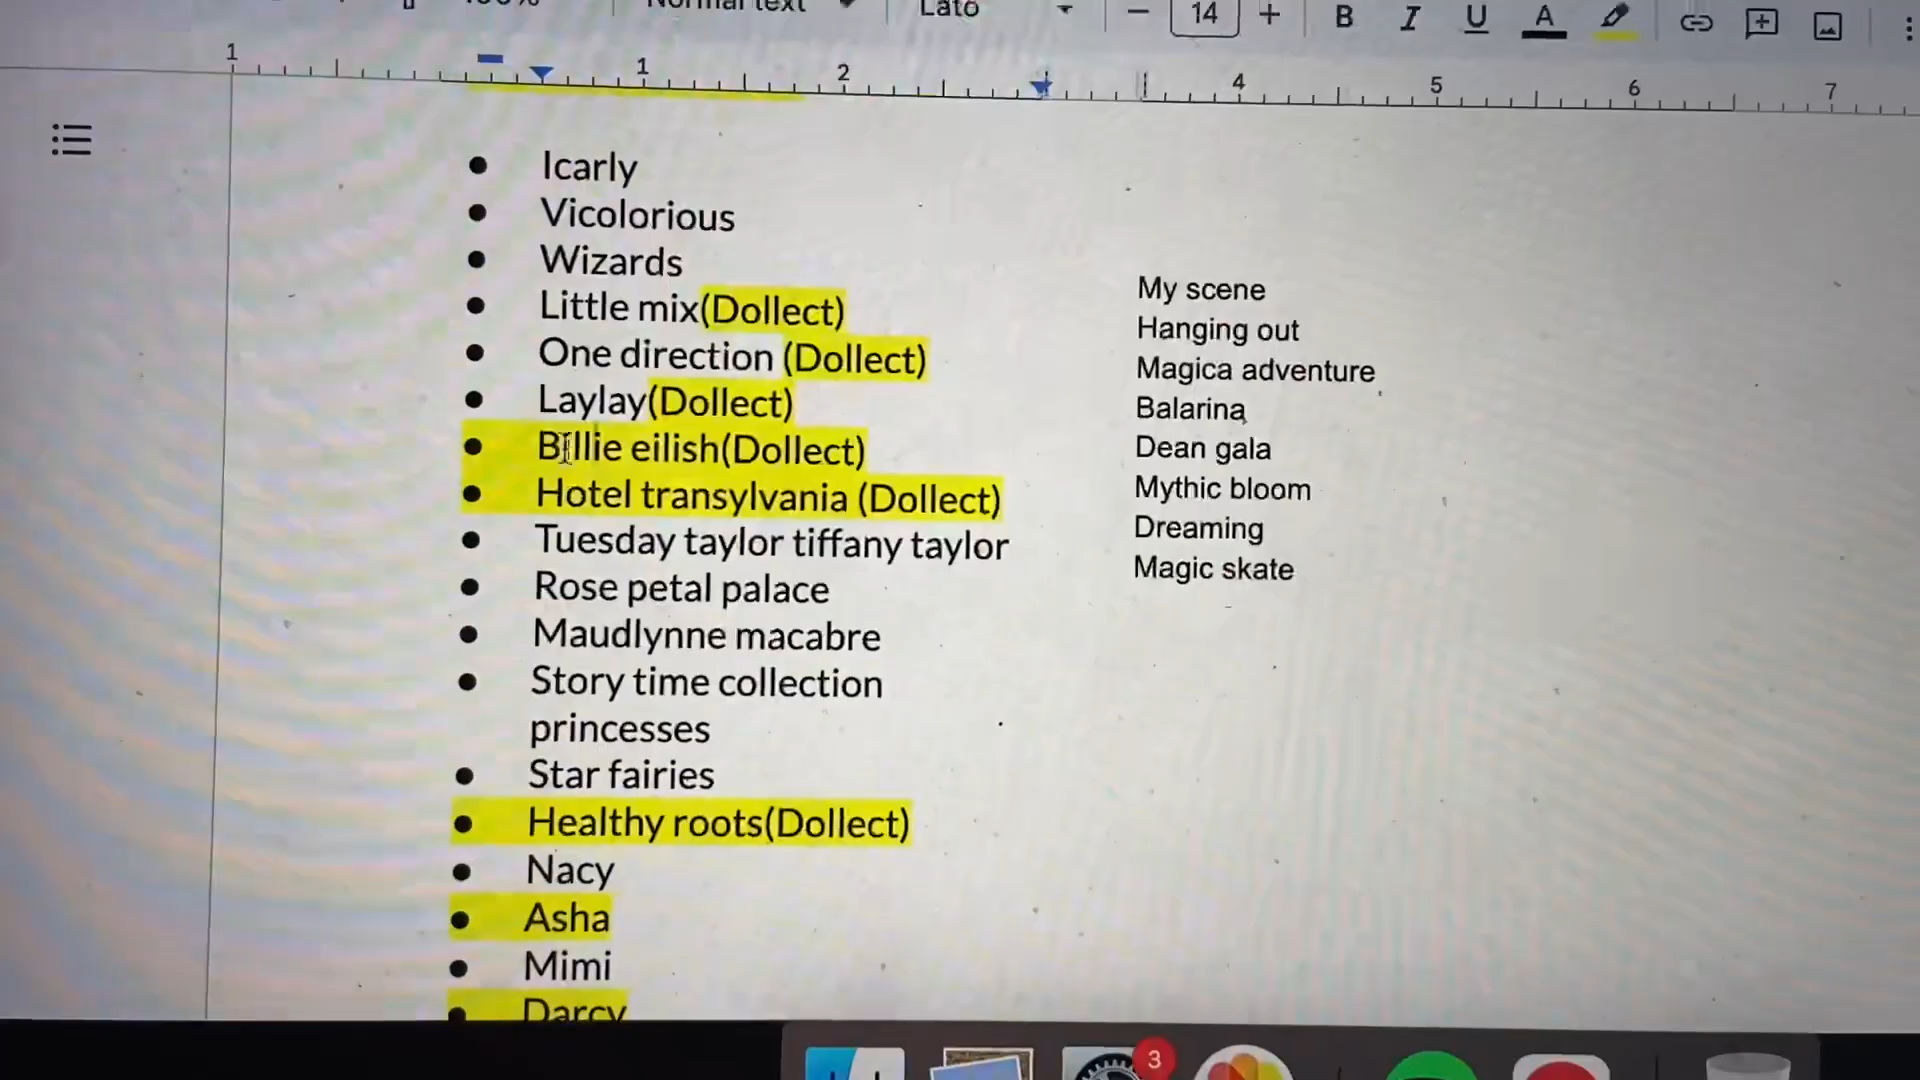 Normal text
Lato
14
B I U A
1 1 2 4 5 6 7
Icarly
Vicolorious
Wizards
Little mix(Dollect)
One direction (Dollect)
Laylay(Dollect)
Billie eilish(Dollect)
Hotel transylvania (Dollect)
Tuesday taylor tiffany taylor
Rose petal palace
Maudlynne macabre
Story time collection
princesses
Star fairies
Healthy roots(Dollect)
Nacy
Asha
Mimi
Darcy
My scene
Hanging out
Magica adventure
Balarina
Dean gala
Mythic bloom
Dreaming
Magic skate
3